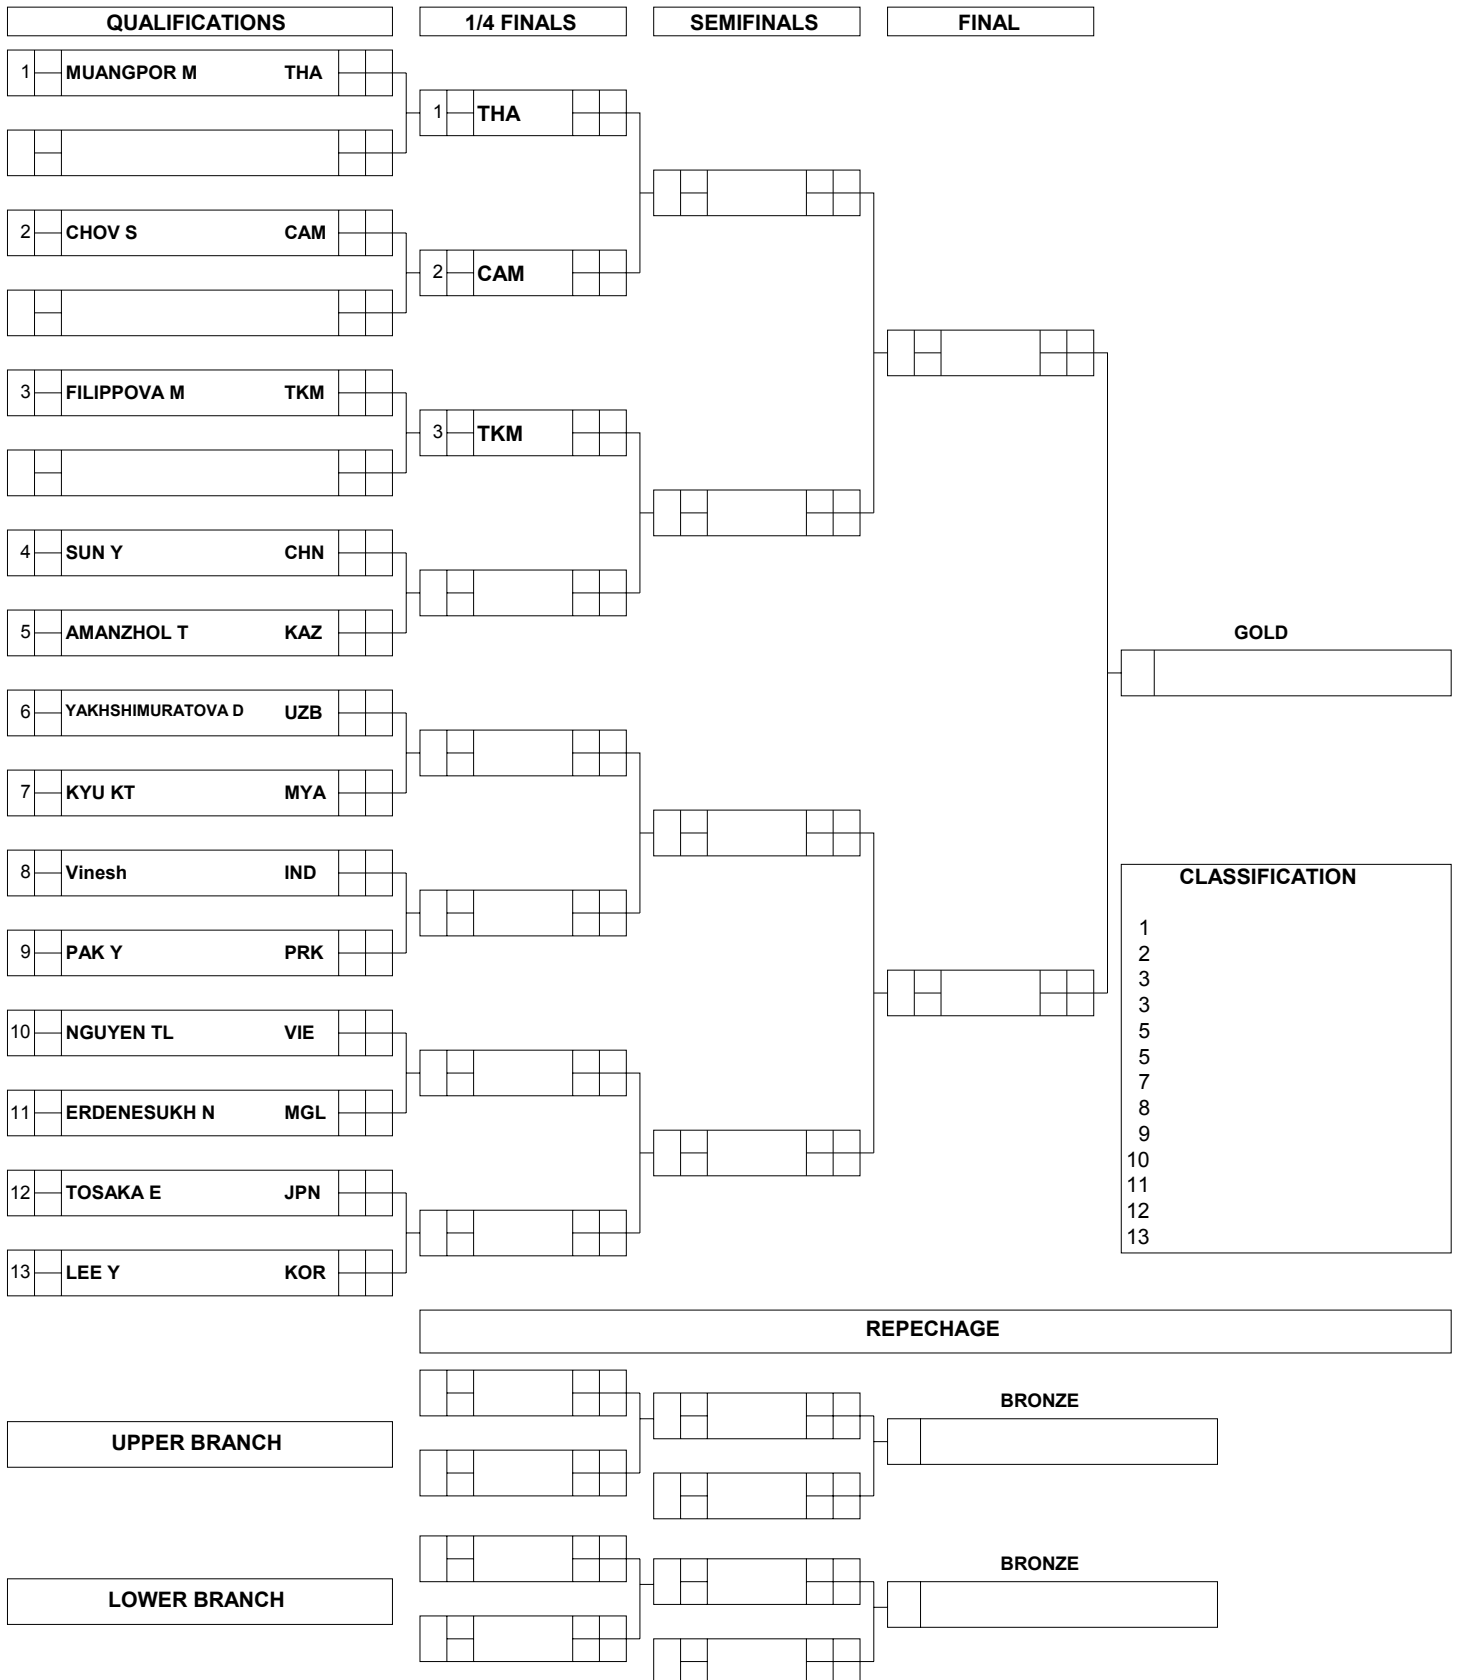 QUALIFICATIONS 1/4 FINALS SEMIFINALS FINAL
1 MUANGPOR M THA
1 THA
2 CHOV S CAM
2 CAM
3 FILIPPOVA M TKM
3 TKM
4 SUN Y CHN
5 AMANZHOL T KAZ
GOLD
6 YAKHSHIMURATOVA D UZB
7 KYU KT MYA
8 Vinesh IND
9 PAK Y PRK
10 NGUYEN TL VIE
11 ERDENESUKH N MGL
12 TOSAKA E JPN
13 LEE Y KOR
CLASSIFICATION
1
2
3
3
5
5
7
8
9
10
11
12
13
REPECHAGE
BRONZE
UPPER BRANCH
BRONZE
LOWER BRANCH